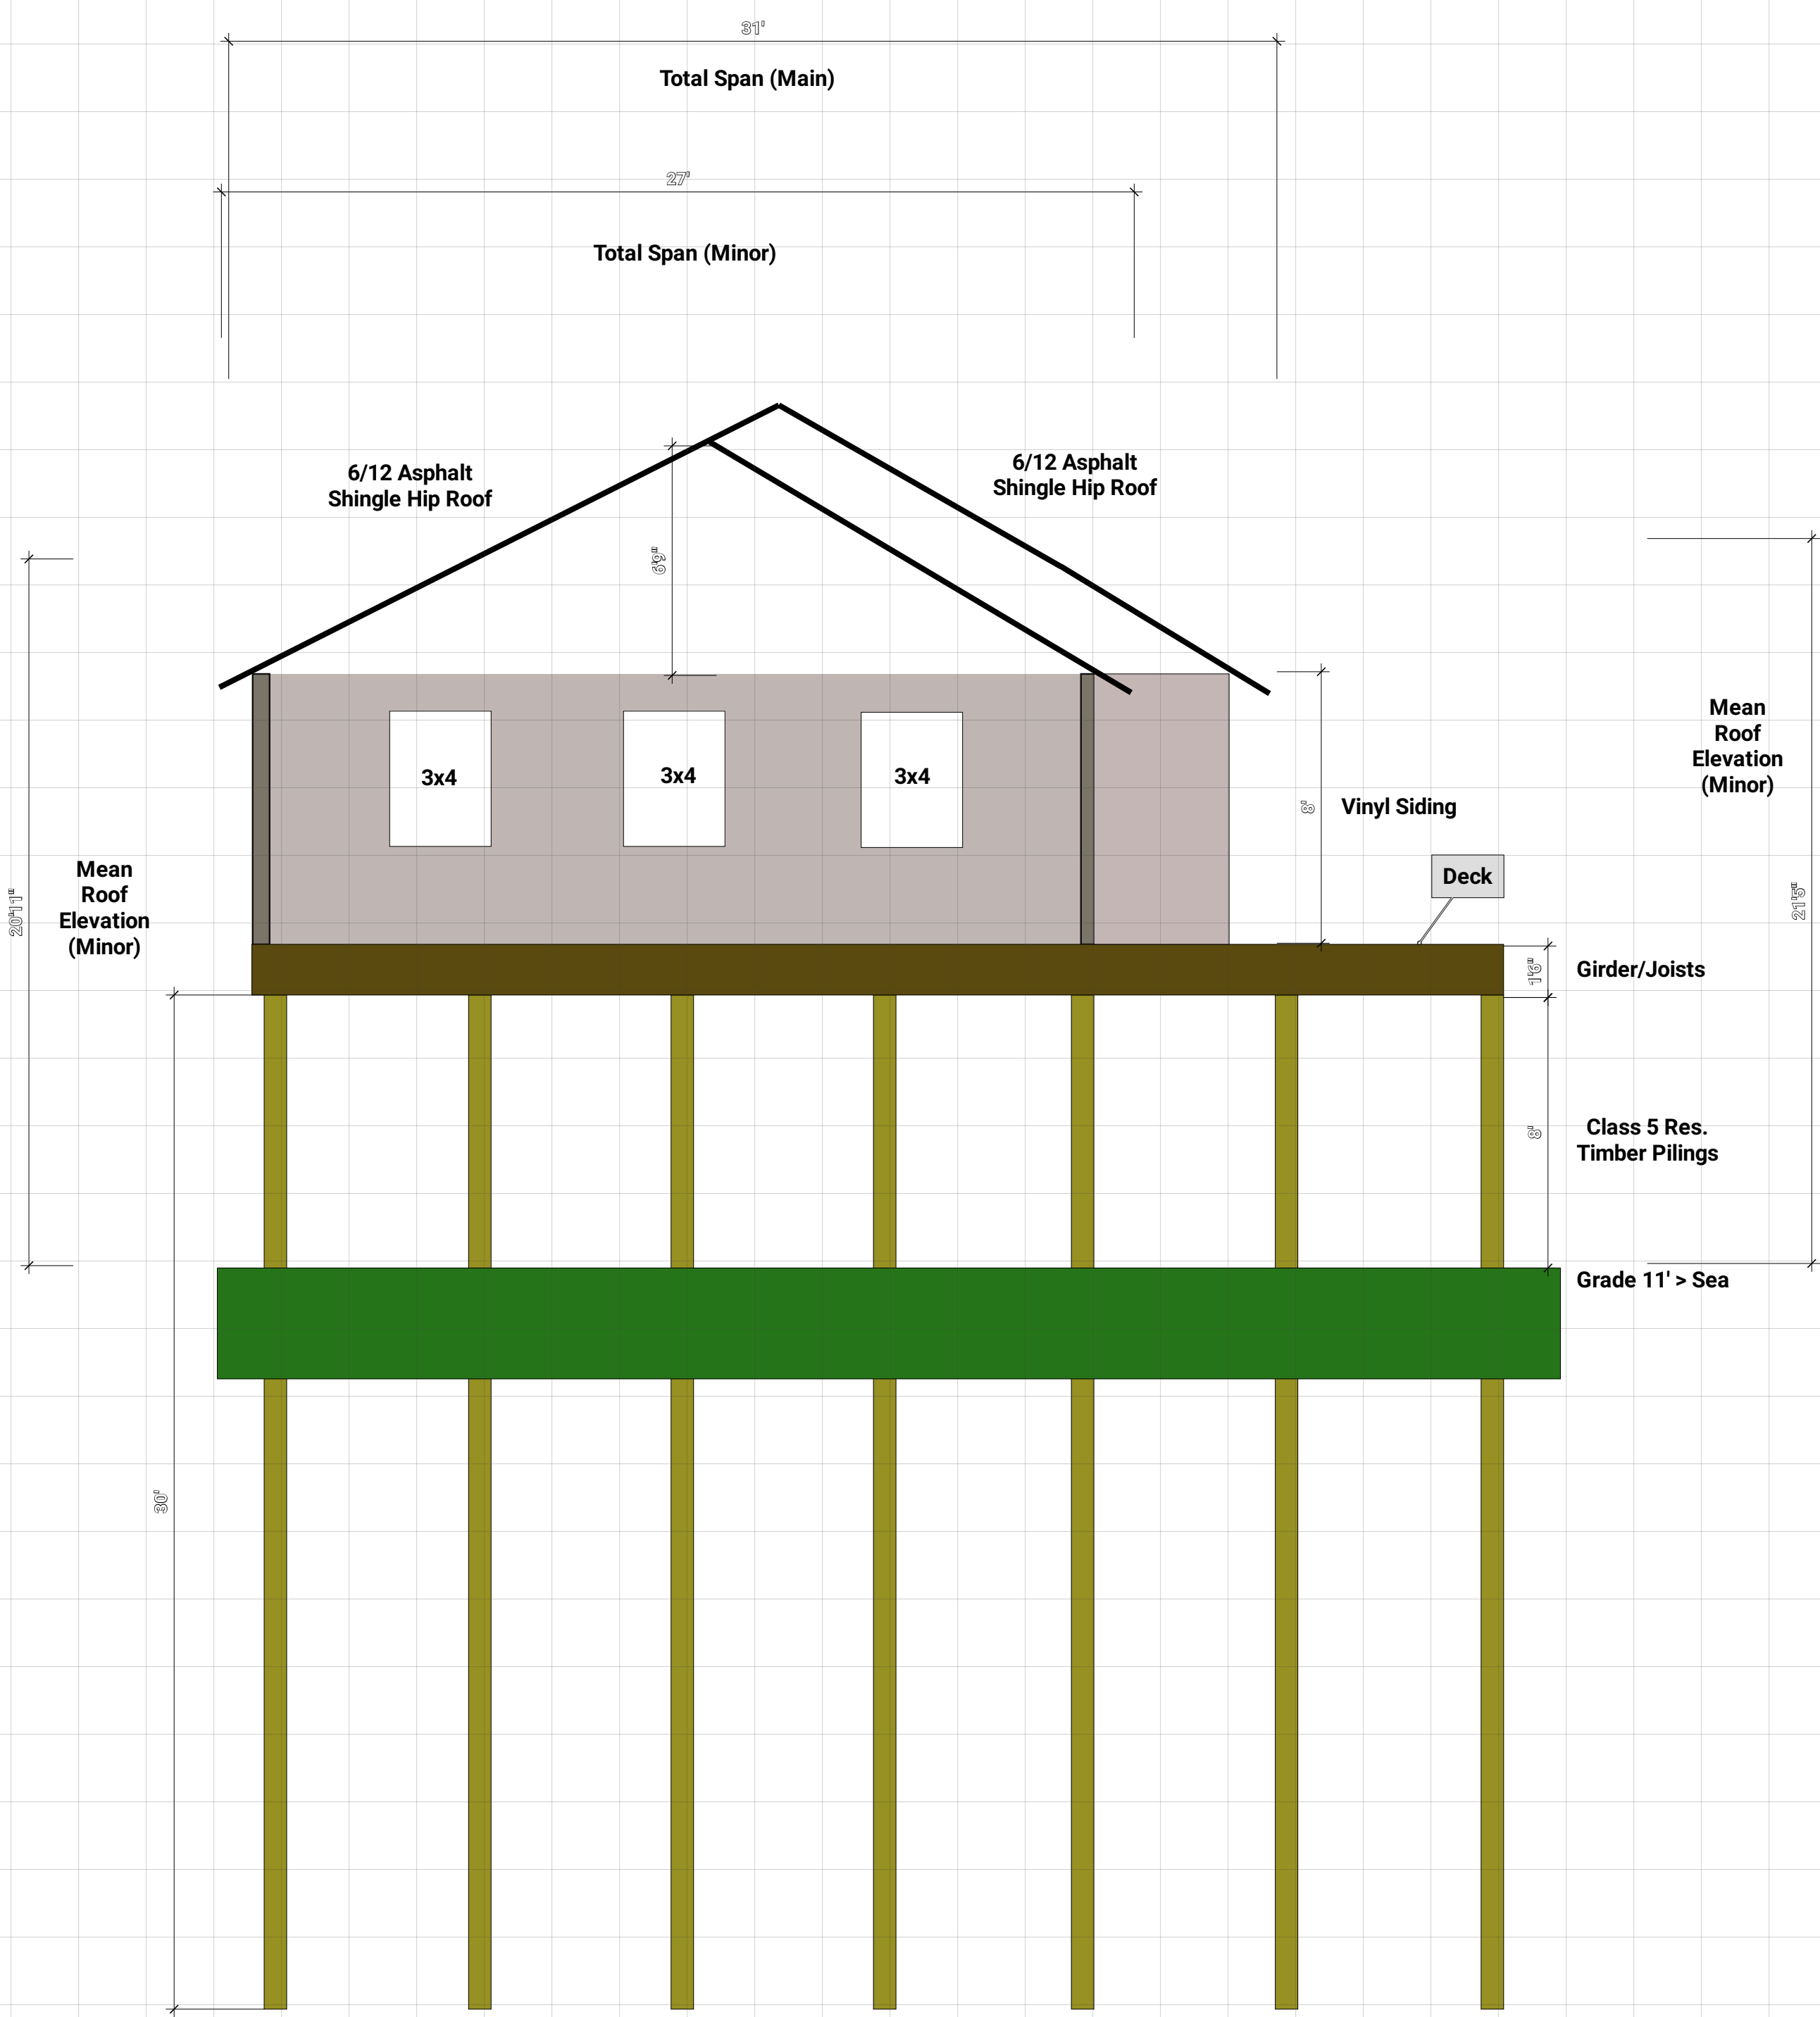 31'
Total Span (Main)
27'
Total Span (Minor)
6/12 Asphalt
Shingle Hip Roof
6/12 Asphalt
Shingle Hip Roof
6'9"
Mean
Roof
Elevation
(Minor)
21'5"
3x4
3x4
3x4
8'
Vinyl Siding
Mean
Roof
Elevation
(Minor)
20'11"
Deck
1'6"
Girder/Joists
8'
Class 5 Res.
Timber Pilings
Grade 11' > Sea
30'